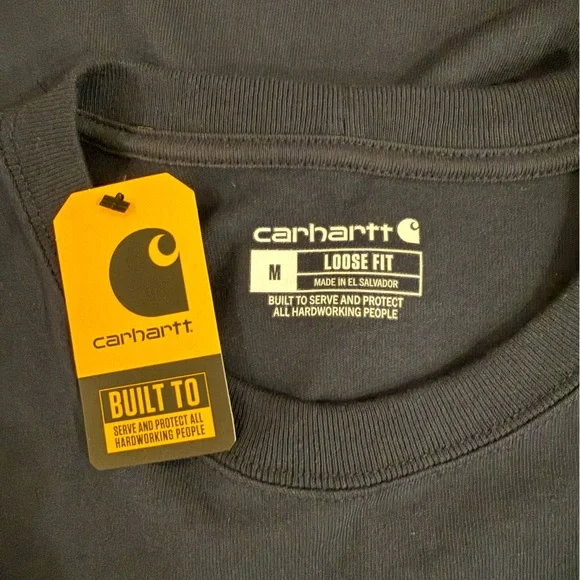 carhartt
M LOOSE FIT
MADE IN EL SALVADOR
BUILT TO SERVE AND PROTECT
ALL HARDWORKING PEOPLE
carhartt
BUILT TO
SERVE AND PROTECT ALL
HARDWORKING PEOPLE